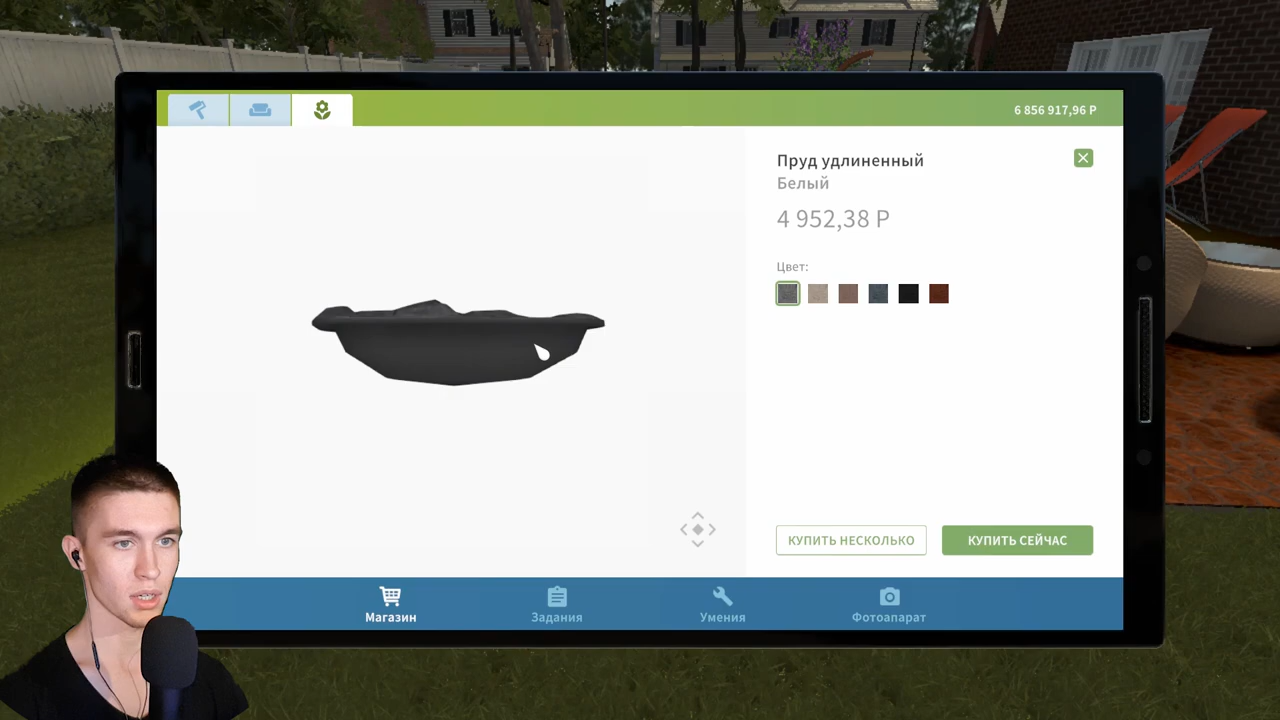 6 856 917,96 Р
Пруд удлиненный
Белый
4 952,38 Р
Цвет:
КУПИТЬ НЕСКОЛЬКО
КУПИТЬ СЕЙЧАС
Магазин
Задания
Умения
Фотоапарат